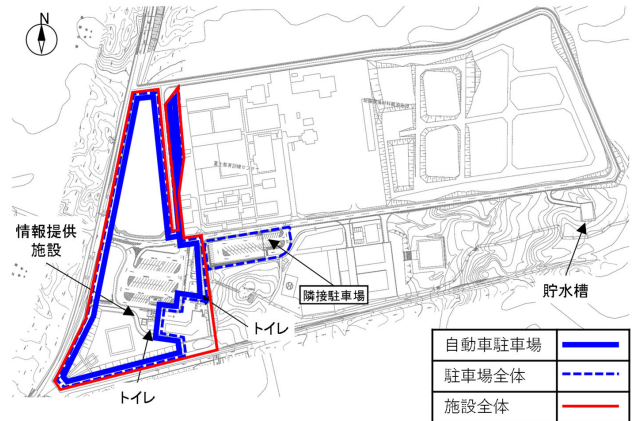 N
情報提供
施設
隣接駐車場
貯水槽
トイレ
トイレ
自動車駐車場
駐車場全体
施設全体